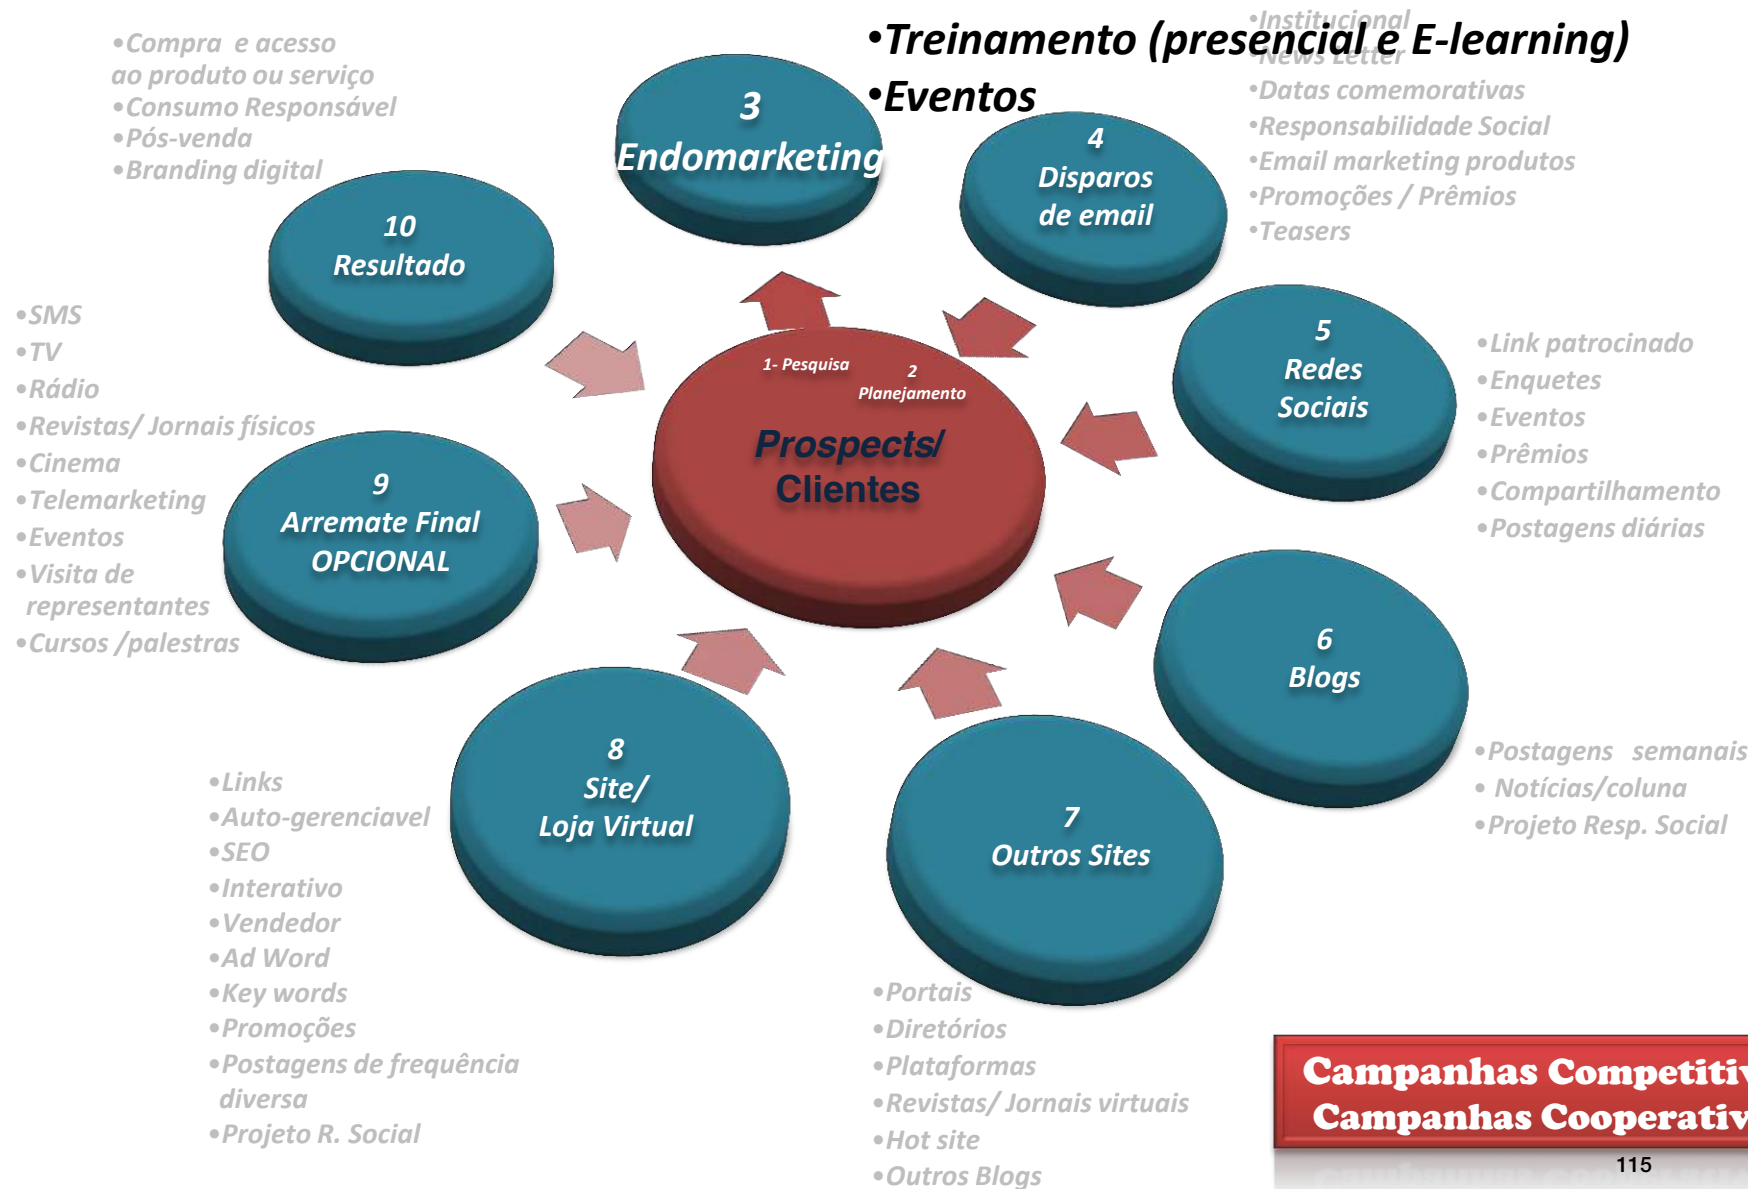 •Treinamento (presencial e E-learning)
•Eventos
•Institucional
•News Letter
•Datas comemorativas
•Responsabilidade Social
•Email marketing produtos
•Promoções / Prêmios
•Teasers
•Compra e acesso
ao produto ou serviço
•Consumo Responsável
•Pós-venda
•Branding digital
3
Endomarketing
4
Disparos
de email
10
Resultado
•SMS
•TV
•Rádio
•Revistas/ Jornais físicos
•Cinema
•Telemarketing
•Eventos
•Visita de
representantes
•Cursos /palestras
1- Pesquisa
2
Planejamento
Prospects/
Clientes
5
Redes
Sociais
•Link patrocinado
•Enquetes
•Eventos
•Prêmios
•Compartilhamento
•Postagens diárias
9
Arremate Final
OPCIONAL
6
Blogs
•Postagens semanais
• Notícias/coluna
•Projeto Resp. Social
8
Site/
Loja Virtual
•Links
•Auto-gerenciavel
•SEO
•Interativo
•Vendedor
•Ad Word
•Key words
•Promoções
•Postagens de frequência
diversa
•Projeto R. Social
7
Outros Sites
•Portais
•Diretórios
•Plataformas
•Revistas/ Jornais virtuais
•Hot site
•Outros Blogs
Campanhas
Campanhas
115